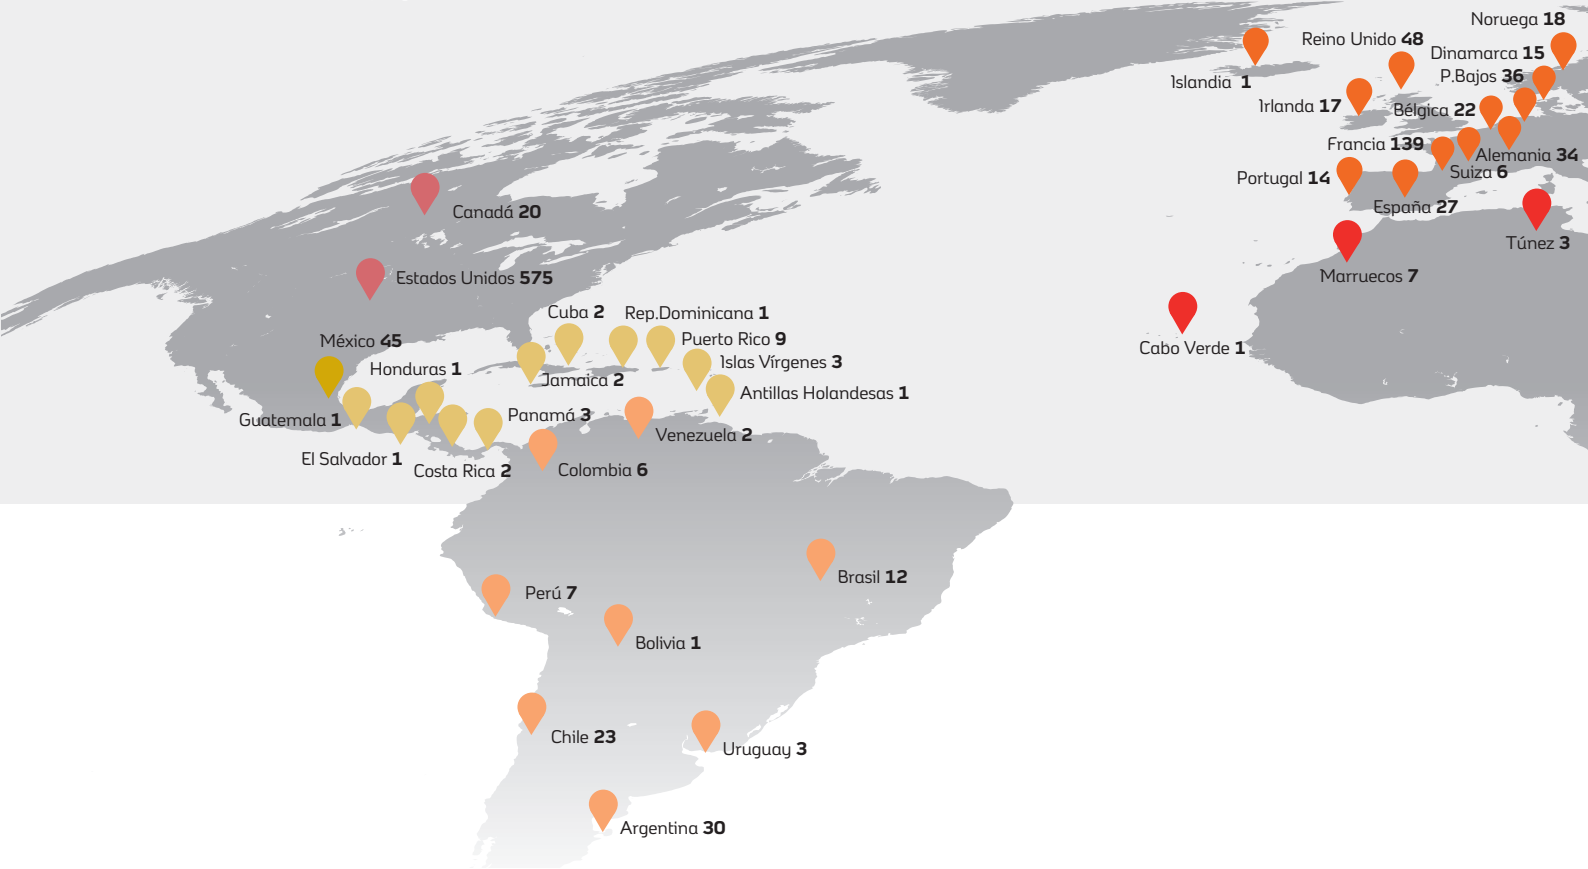 Noruega 18
Reino Unido 48
Dinamarca 15
P.Bajos 36
Islandia 1
Irlanda 17
Bélgica 22
Francia 139
Alemania 34
Suiza 6
Portugal 14
España 27
Túnez 3
Marruecos 7
Cabo Verde 1
Canadá 20
Estados Unidos 575
Cuba 2
Rep.Dominicana 1
México 45
Puerto Rico 9
Honduras 1
Islas Vírgenes 3
Jamaica 2
Antillas Holandesas 1
Guatemala 1
Panamá 3
Venezuela 2
El Salvador 1
Costa Rica 2
Colombia 6
Brasil 12
Perú 7
Bolivia 1
Chile 23
Uruguay 3
Argentina 30